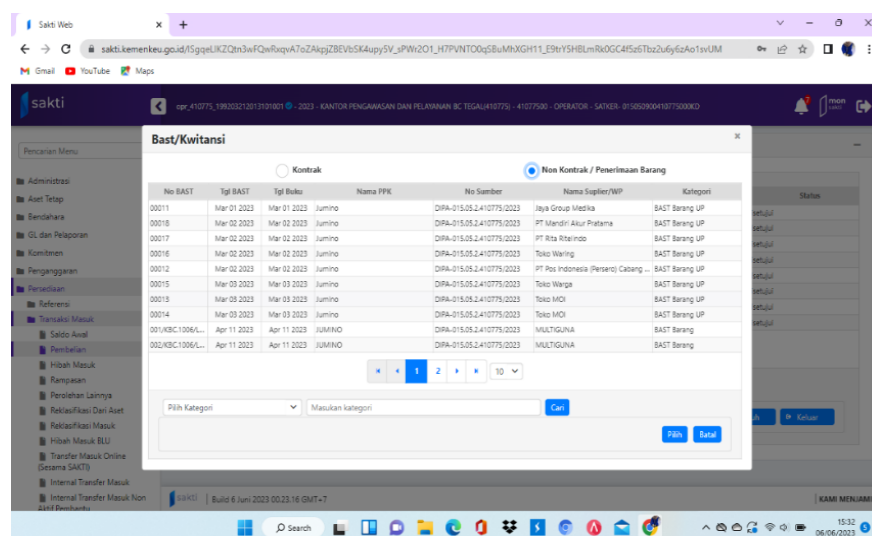 Sakti Web
Gmail YouTube Maps
sakti
opr_410775_199203212013101001 - 2023 - KANTOR PENGAWASAN DAN PELAYANAN BC TEGAL(410775) - 41077500 - OPERATOR - SATKER- 015050900410775000KD
mon sakti
Pencarian Menu
Administrasi
Aset Tetap
Bendahara
GL dan Pelaporan
Komitmen
Penganggaran
Persediaan
Referensi
Transaksi Masuk
Saldo Awal
Pembelian
Hibah Masuk
Rampasan
Perolehan Lainnya
Reklasifikasi Dari Aset
Reklasifikasi Masuk
Hibah Masuk BLU
Transfer Masuk Online
(Sesama SAKTI)
Internal Transfer Masuk
Internal Transfer Masuk Non
Aktif Pembantu
Bast/Kwitansi
Kontrak Non Kontrak / Penerimaan Barang
No BAST Tgl BAST Tgl Buku Nama PPK No Sumber Nama Suplier/WP Kategori
00011 Mar 01 2023 Mar 01 2023 Jumino DIPA-015.05.2.410775/2023 Jaya Group Medika BAST Barang UP
00018 Mar 02 2023 Mar 02 2023 Jumino DIPA-015.05.2.410775/2023 PT Mandiri Akur Pratama BAST Barang UP
00017 Mar 02 2023 Mar 02 2023 Jumino DIPA-015.05.2.410775/2023 PT Rita Ritelindo BAST Barang UP
00016 Mar 02 2023 Mar 02 2023 Jumino DIPA-015.05.2.410775/2023 Toko Waring BAST Barang UP
00012 Mar 02 2023 Mar 02 2023 Jumino DIPA-015.05.2.410775/2023 PT Pos Indonesia (Persero) Cabang ... BAST Barang UP
00015 Mar 03 2023 Mar 03 2023 Jumino DIPA-015.05.2.410775/2023 Toko Warga BAST Barang UP
00013 Mar 03 2023 Mar 03 2023 Jumino DIPA-015.05.2.410775/2023 Toko MOI BAST Barang UP
00014 Mar 03 2023 Mar 03 2023 Jumino DIPA-015.05.2.410775/2023 Toko MOI BAST Barang UP
001/KBC.1006/L... Apr 11 2023 Apr 11 2023 JUMINO DIPA-015.05.2.410775/2023 MULTIGUNA BAST Barang
002/KBC.1006/L... Apr 11 2023 Apr 11 2023 JUMINO DIPA-015.05.2.410775/2023 MULTIGUNA BAST Barang
1 2 10
Pilih Kategori Masukan kategori Cari
Pilih Batal
Status
setujui
setujui
setujui
setujui
setujui
setujui
setujui
setujui
Keluar
sakti Build 6 Juni 2023 00.23.16 GMT+7 KAMI MENJAMI
Search
15:32
06/06/2023